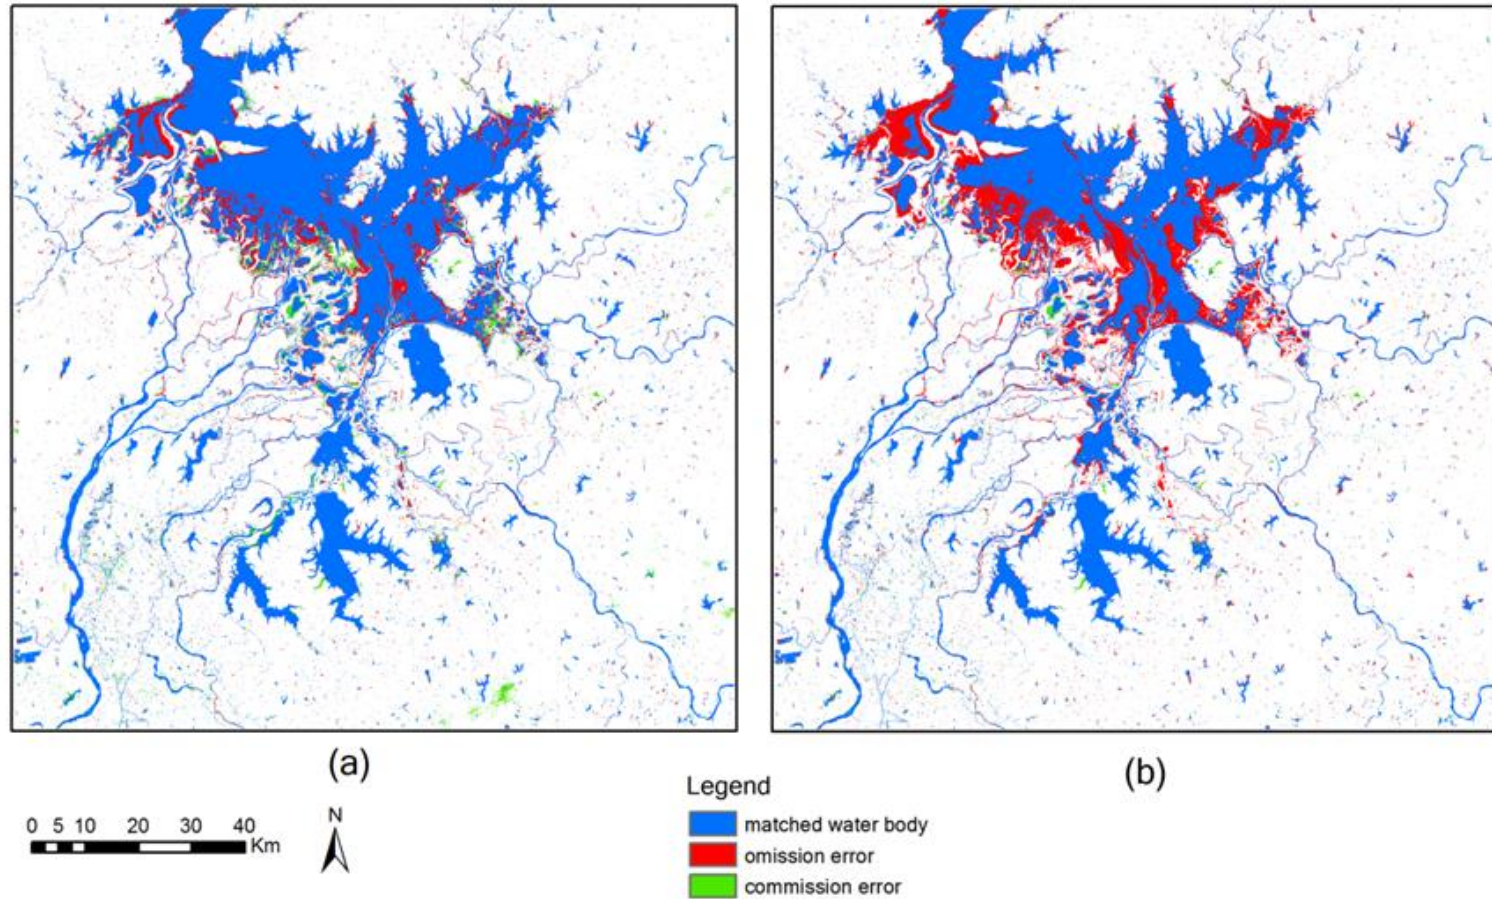 (a)
(b)
Legend
matched water body
omission error
commission error
0 5 10 20 30 40
Km
N